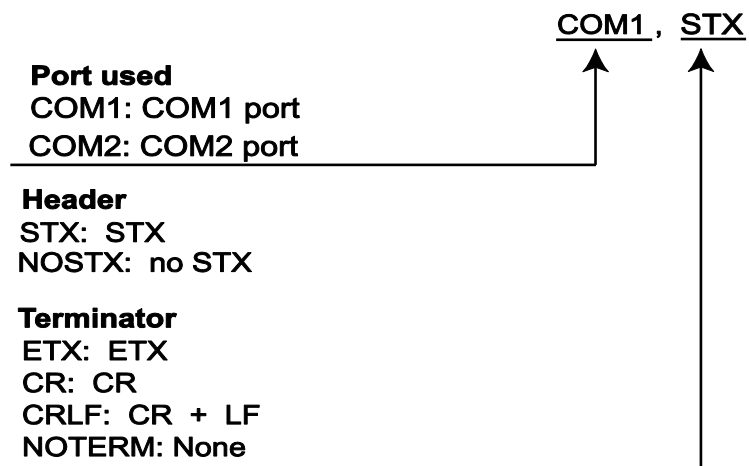 COM1, STX
Port used
COM1: COM1 port
COM2: COM2 port
Header
STX: STX
NOSTX: no STX
Terminator
ETX: ETX
CR: CR
CRLF: CR + LF
NOTERM: None